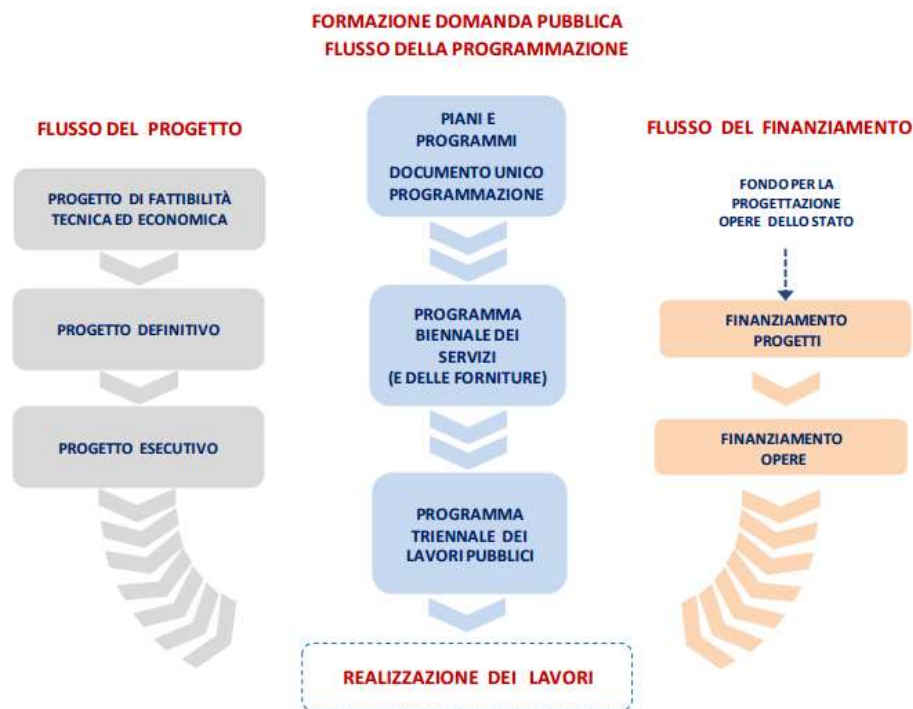 FORMAZIONE DOMANDA PUBBLICA
FLUSSO DELLA PROGRAMMAZIONE
FLUSSO DEL PROGETTO
PROGETTO DI FATTIBILITÀ
TECNICA ED ECONOMICA
PROGETTO DEFINITIVO
PROGETTO ESECUTIVO
PIANI E
PROGRAMMI
DOCUMENTO UNICO
PROGRAMMAZIONE
PROGRAMMA
BIENNALE DEI
SERVIZI
(E DELLE FORNITURE)
PROGRAMMA
TRIENNALE DEI
LAVORI PUBBLICI
FLUSSO DEL FINANZIAMENTO
FONDO PER LA
PROGETTAZIONE
OPERE DELLO STATO
FINANZIAMENTO
PROGETTI
FINANZIAMENTO
OPERE
REALIZZAZIONE DEI LAVORI